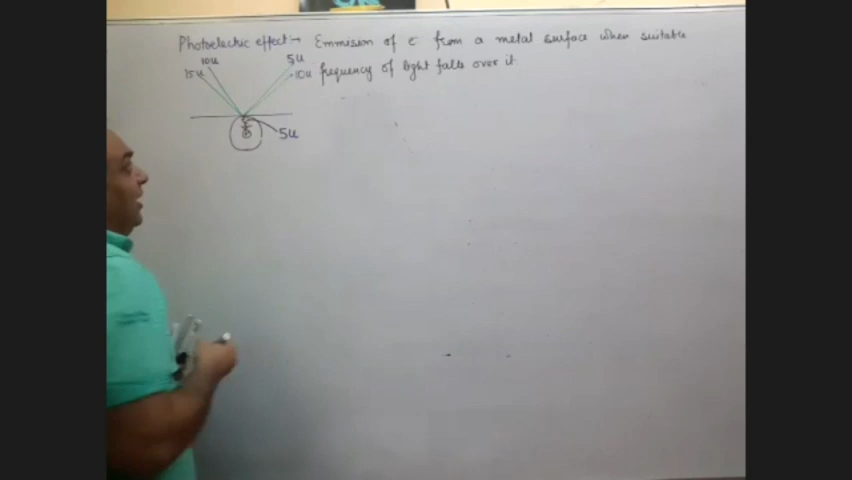 Photoelectric effect:→ Emmision of e⁻ from a metal surface when suitable
frequency of light falls over it
10u
15u
5u
10u
5u